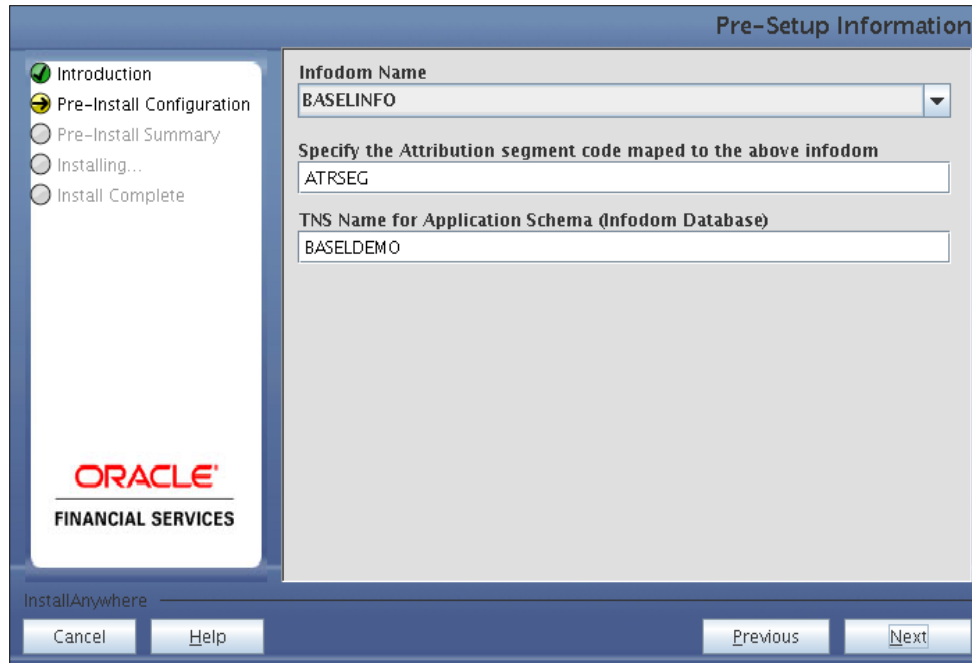 Pre-Setup Information
Introduction
Pre-Install Configuration
Pre-Install Summary
Installing...
Install Complete
ORACLE
FINANCIAL SERVICES
Infodom Name
BASELINFO
Specify the Attribution segment code maped to the above infodom
ATRSEG
TNS Name for Application Schema (Infodom Database)
BASELDEMO
InstallAnywhere
Cancel Help Previous Next